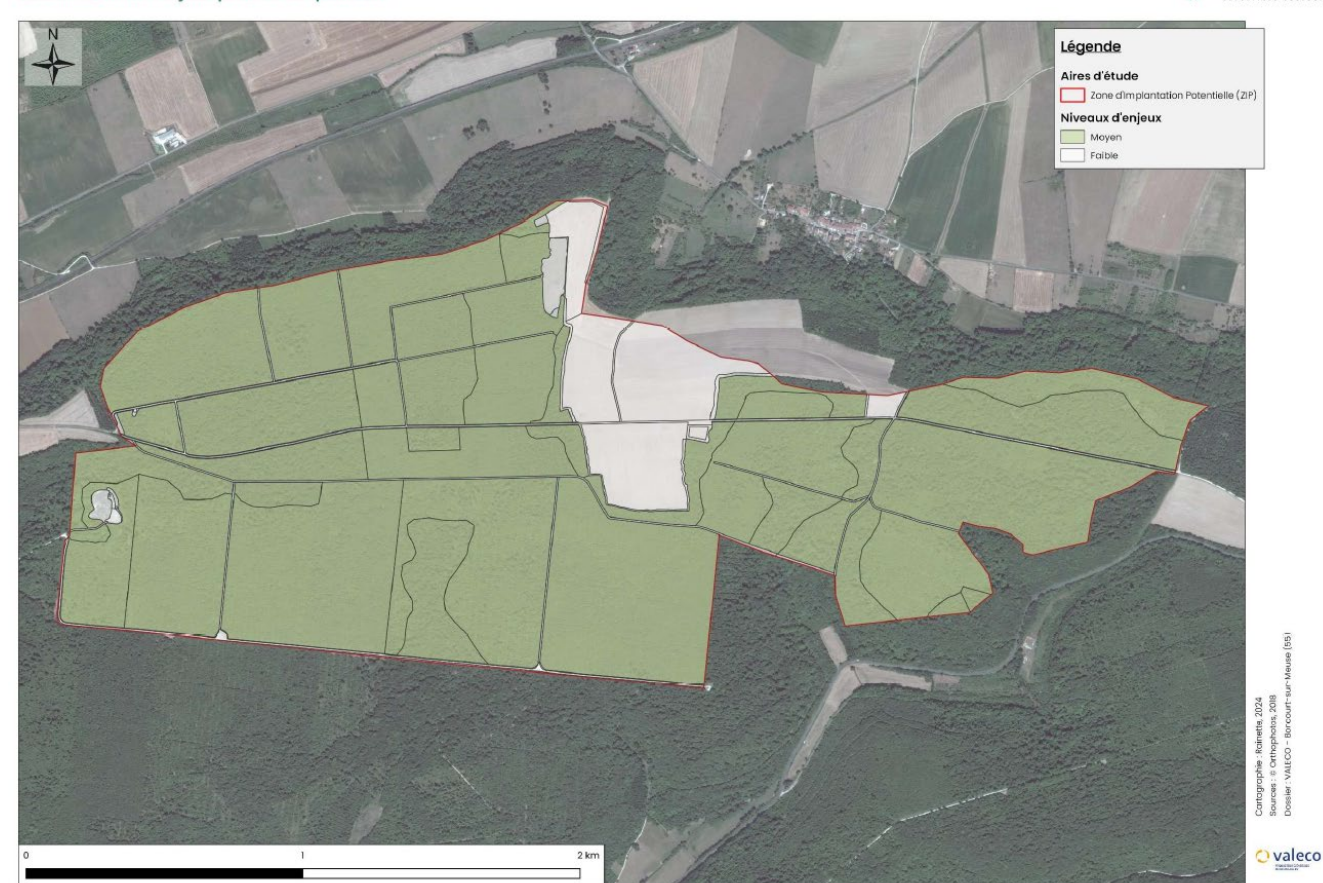 N
Légende
Aires d'étude
Zone d'Implantation Potentielle (ZIP)
Niveaux d'enjeux
Moyen
Faible
0 1 2 km
Cartographie : Rainette, 2024
Sources : © Orthophotos, 2018
Dossier : VALECO - Boncourt-sur-Meuse (55)
valeco